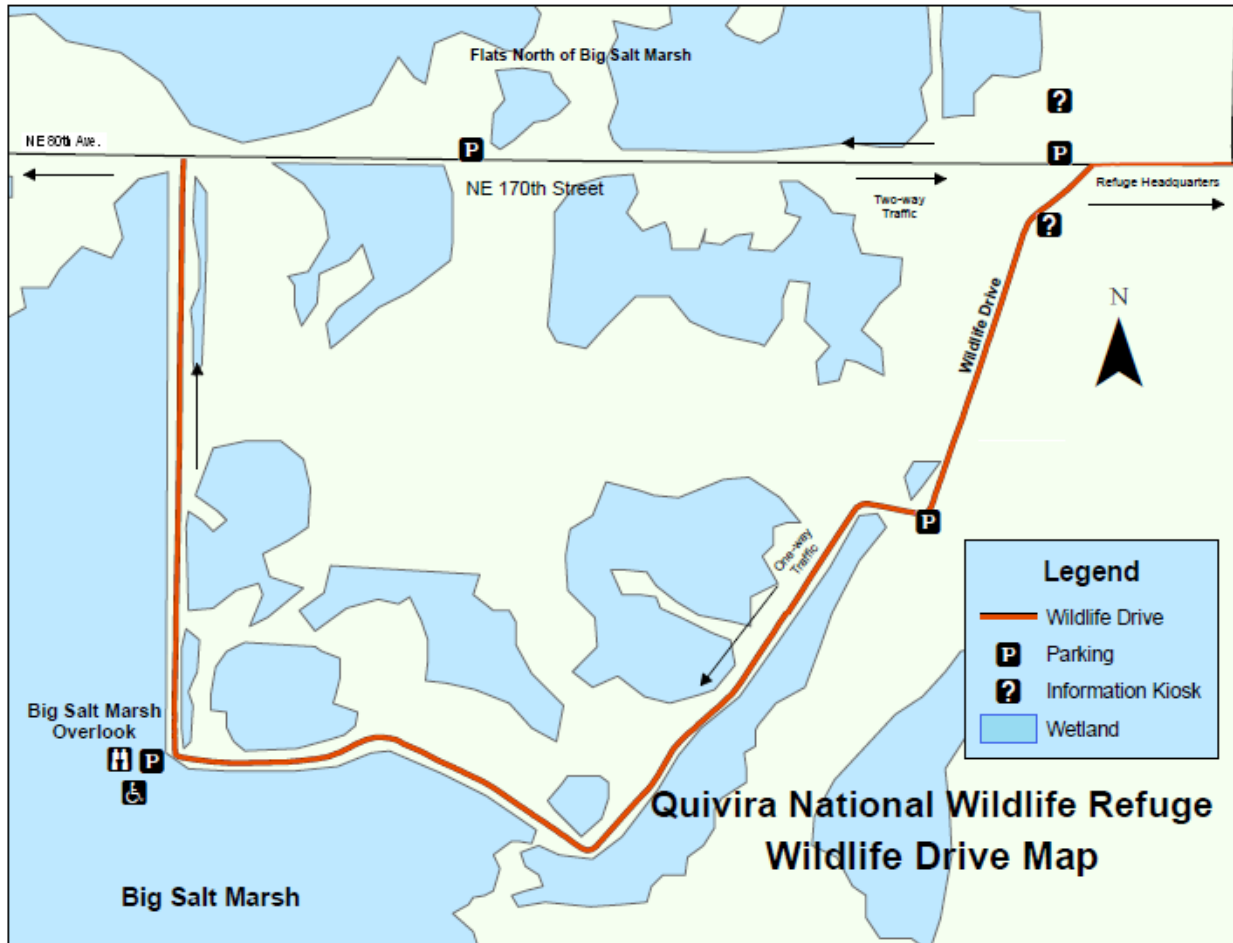 Flats North of Big Salt Marsh
NE 80th Ave.
P
?
P
NE 170th Street
Two-way
Traffic
Refuge Headquarters
?
Wildlife Drive
N
P
One-way
Traffic
Legend
Wildlife Drive
P
Parking
?
Information Kiosk
Wetland
Big Salt Marsh
Overlook
P
Quivira National Wildlife Refuge
Wildlife Drive Map
Big Salt Marsh